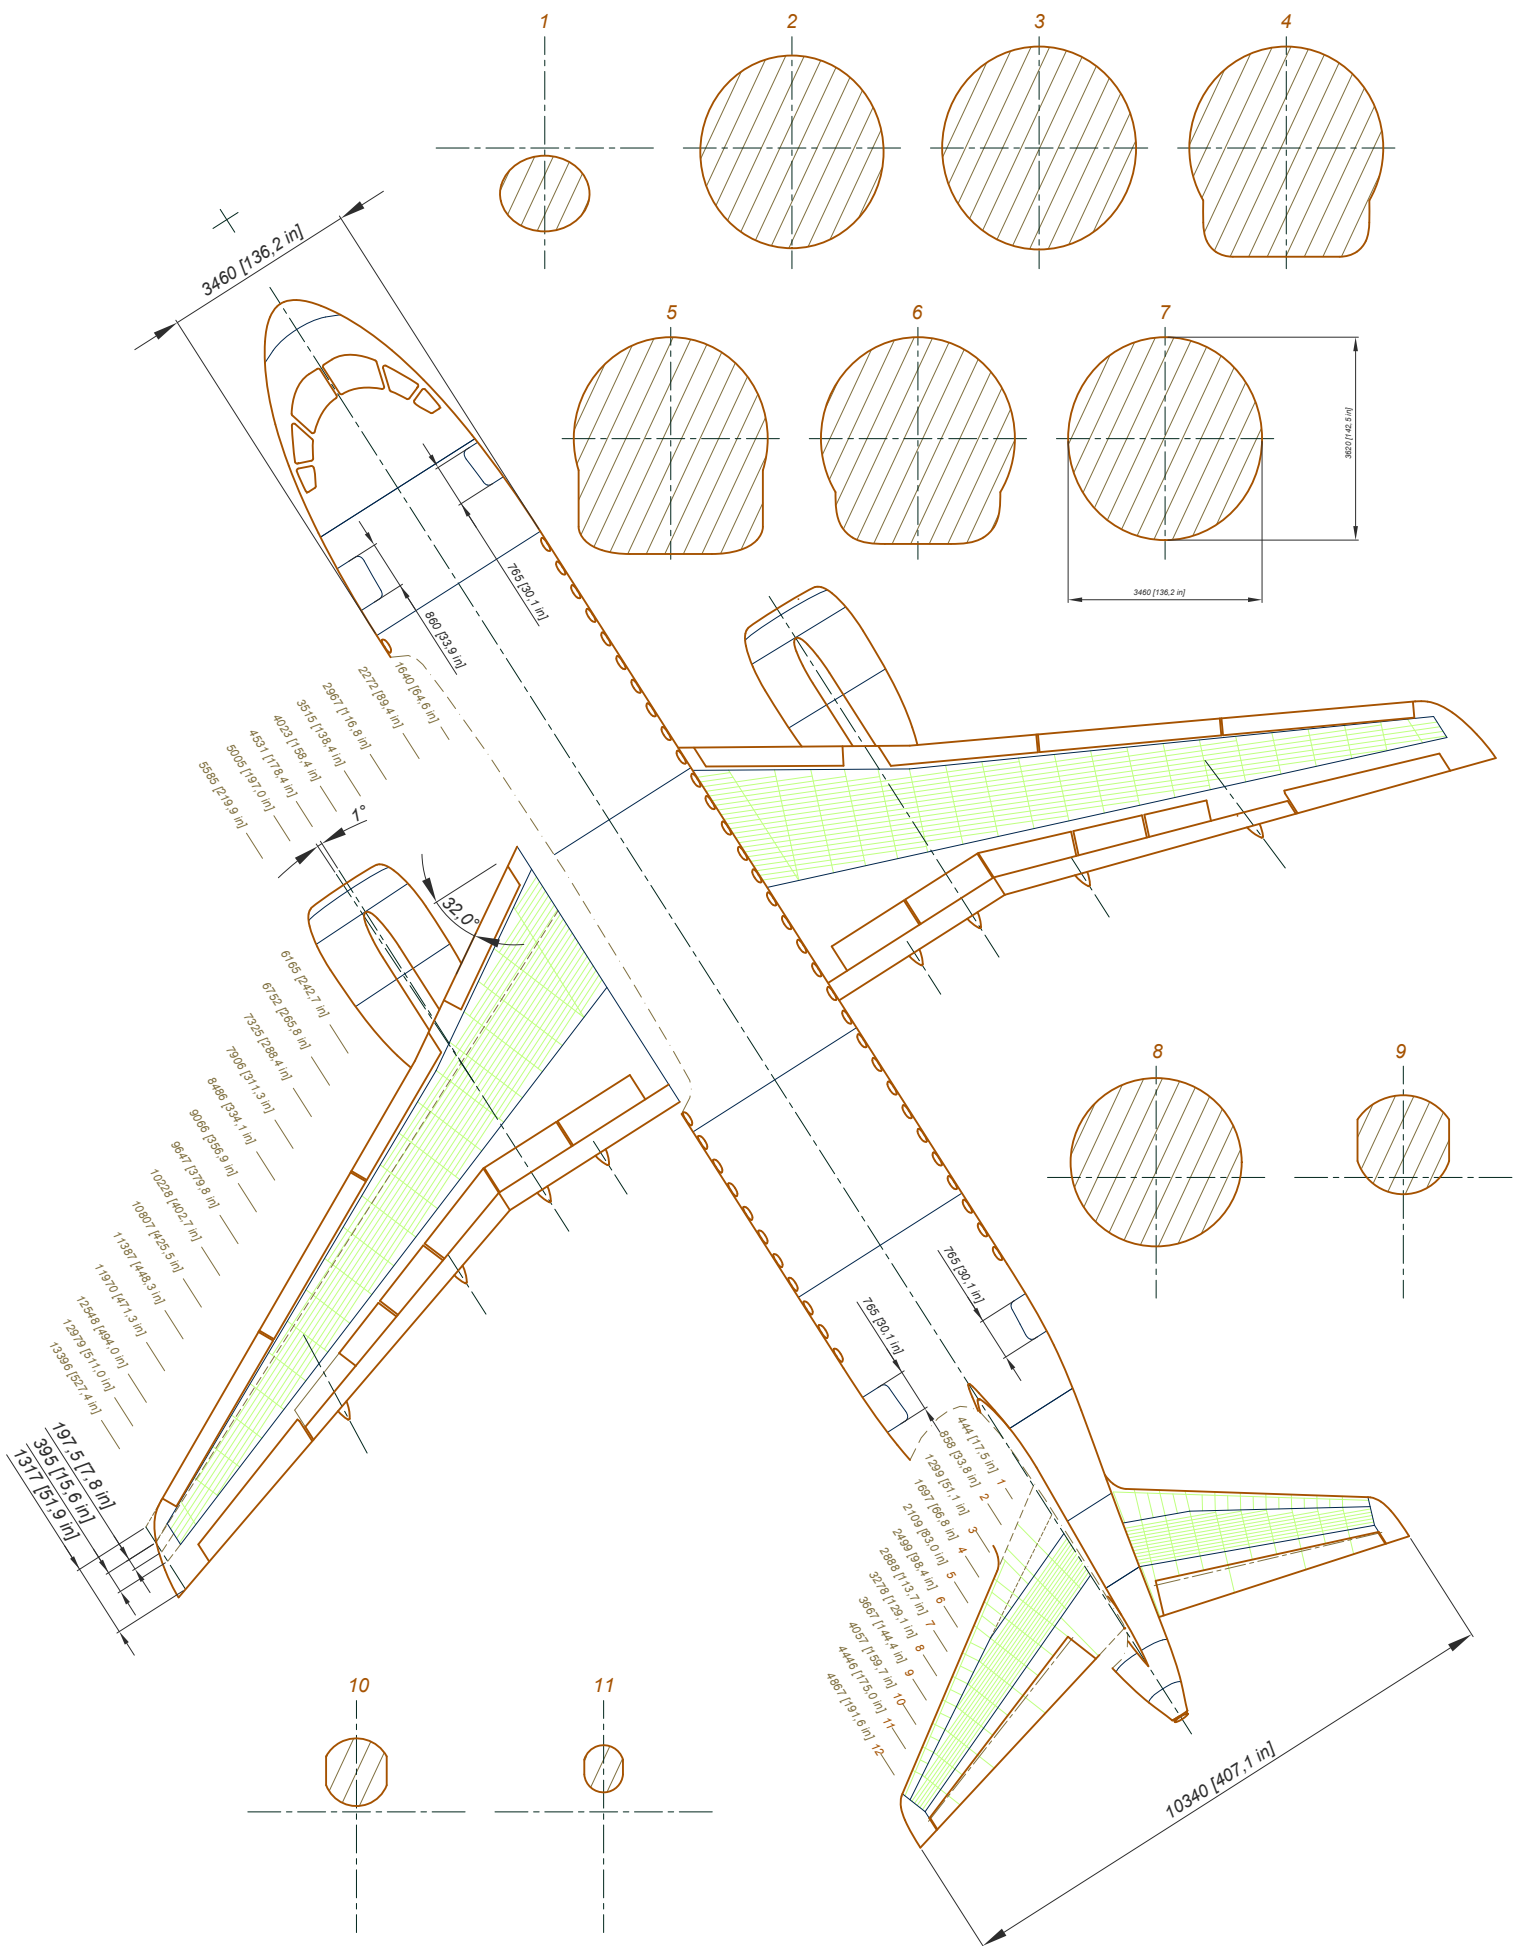 1
2
3
4
3460 [136,2 in]
5
6
7
3620 [142,5 in]
3460 [136,2 in]
765 [30,1 in]
860 [33,9 in]
1640 [64,6 in]
2272 [89,4 in]
2967 [116,8 in]
3515 [138,4 in]
4023 [158,4 in]
4531 [178,4 in]
5005 [197,0 in]
5585 [219,9 in]
1°
32,0°
6165 [242,7 in]
6752 [265,8 in]
7325 [288,4 in]
7906 [311,3 in]
8486 [334,1 in]
9066 [356,9 in]
9647 [379,8 in]
10228 [402,7 in]
10807 [425,5 in]
11387 [448,3 in]
11970 [471,3 in]
12548 [494,0 in]
12979 [511,0 in]
13396 [527,4 in]
197,5 [7,8 in]
395 [15,6 in]
1317 [51,9 in]
8
9
765 [30,1 in]
765 [30,1 in]
444 [17,5 in] 1
858 [33,8 in] 2
1299 [51,1 in] 3
1697 [66,8 in] 4
2109 [83,0 in] 5
2499 [98,4 in] 6
2888 [113,7 in] 7
3278 [129,1 in] 8
3667 [144,4 in] 9
4057 [159,7 in] 10
4446 [175,0 in] 11
4867 [191,6 in] 12
10340 [407,1 in]
10
11